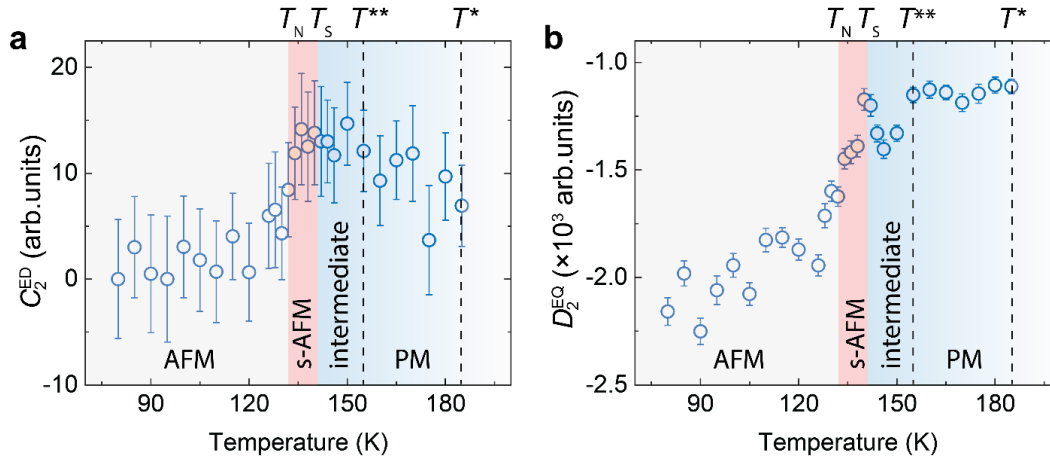 a
T_N T_S T** T*
C_2^ED (arb.units)
20
10
0
-10
AFM
s-AFM
intermediate
PM
90
120
150
180
Temperature (K)
b
T_N T_S T** T*
D_2^EQ (×10³ arb.units)
-1.0
-1.5
-2.0
-2.5
AFM
s-AFM
intermediate
PM
90
120
150
180
Temperature (K)